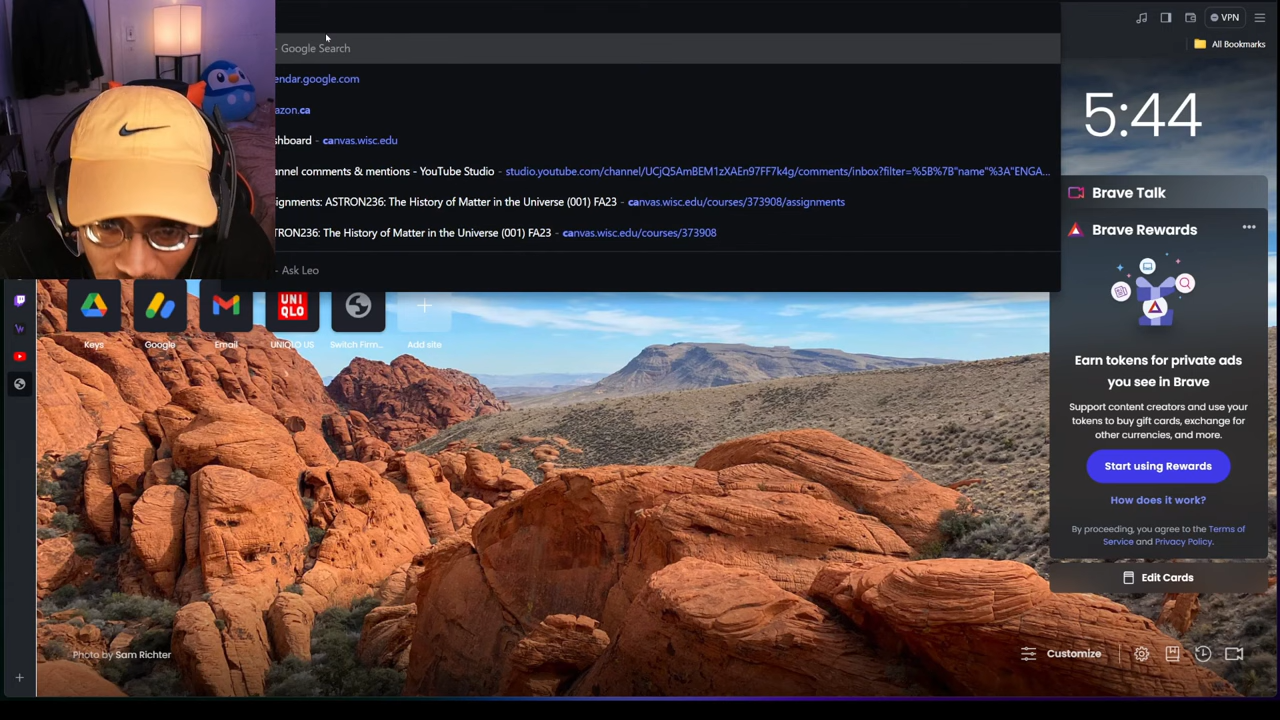 VPN
All Bookmarks
- Google Search
endar.google.com
azon.ca
shboard - canvas.wisc.edu
annel comments & mentions - YouTube Studio - studio.youtube.com/channel/UCjQ5AmBEM1zXAEn97FF7k4g/comments/inbox?filter=%5B%7B"name"%3A"ENGA...
ignments: ASTRON236: The History of Matter in the Universe (001) FA23 - canvas.wisc.edu/courses/373908/assignments
TRON236: The History of Matter in the Universe (001) FA23 - canvas.wisc.edu/courses/373908
- Ask Leo
5:44
Brave Talk
Brave Rewards
UNI
QLO
Keys
Google
Email
UNIQLO US
Switch Firm...
Add site
Earn tokens for private ads
you see in Brave
Support content creators and use your
tokens to buy gift cards, exchange for
other currencies, and more.
Start using Rewards
How does it work?
By proceeding, you agree to the Terms of
Service and Privacy Policy.
Edit Cards
Photo by Sam Richter
Customize